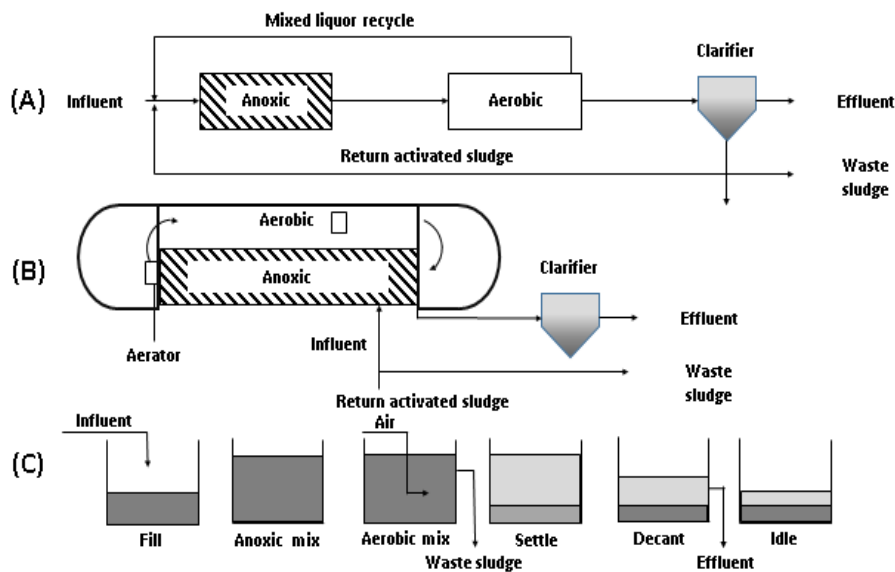 Mixed liquor recycle
Clarifier
(A)
Influent
Anoxic
Aerobic
Effluent
Return activated sludge
Waste
sludge
Aerobic
(B)
Anoxic
Clarifier
Influent
Effluent
Aerator
Waste
sludge
Return activated sludge
Influent
Air
(C)
Fill
Anoxic mix
Aerobic mix
Settle
Decant
Idle
Waste sludge
Effluent